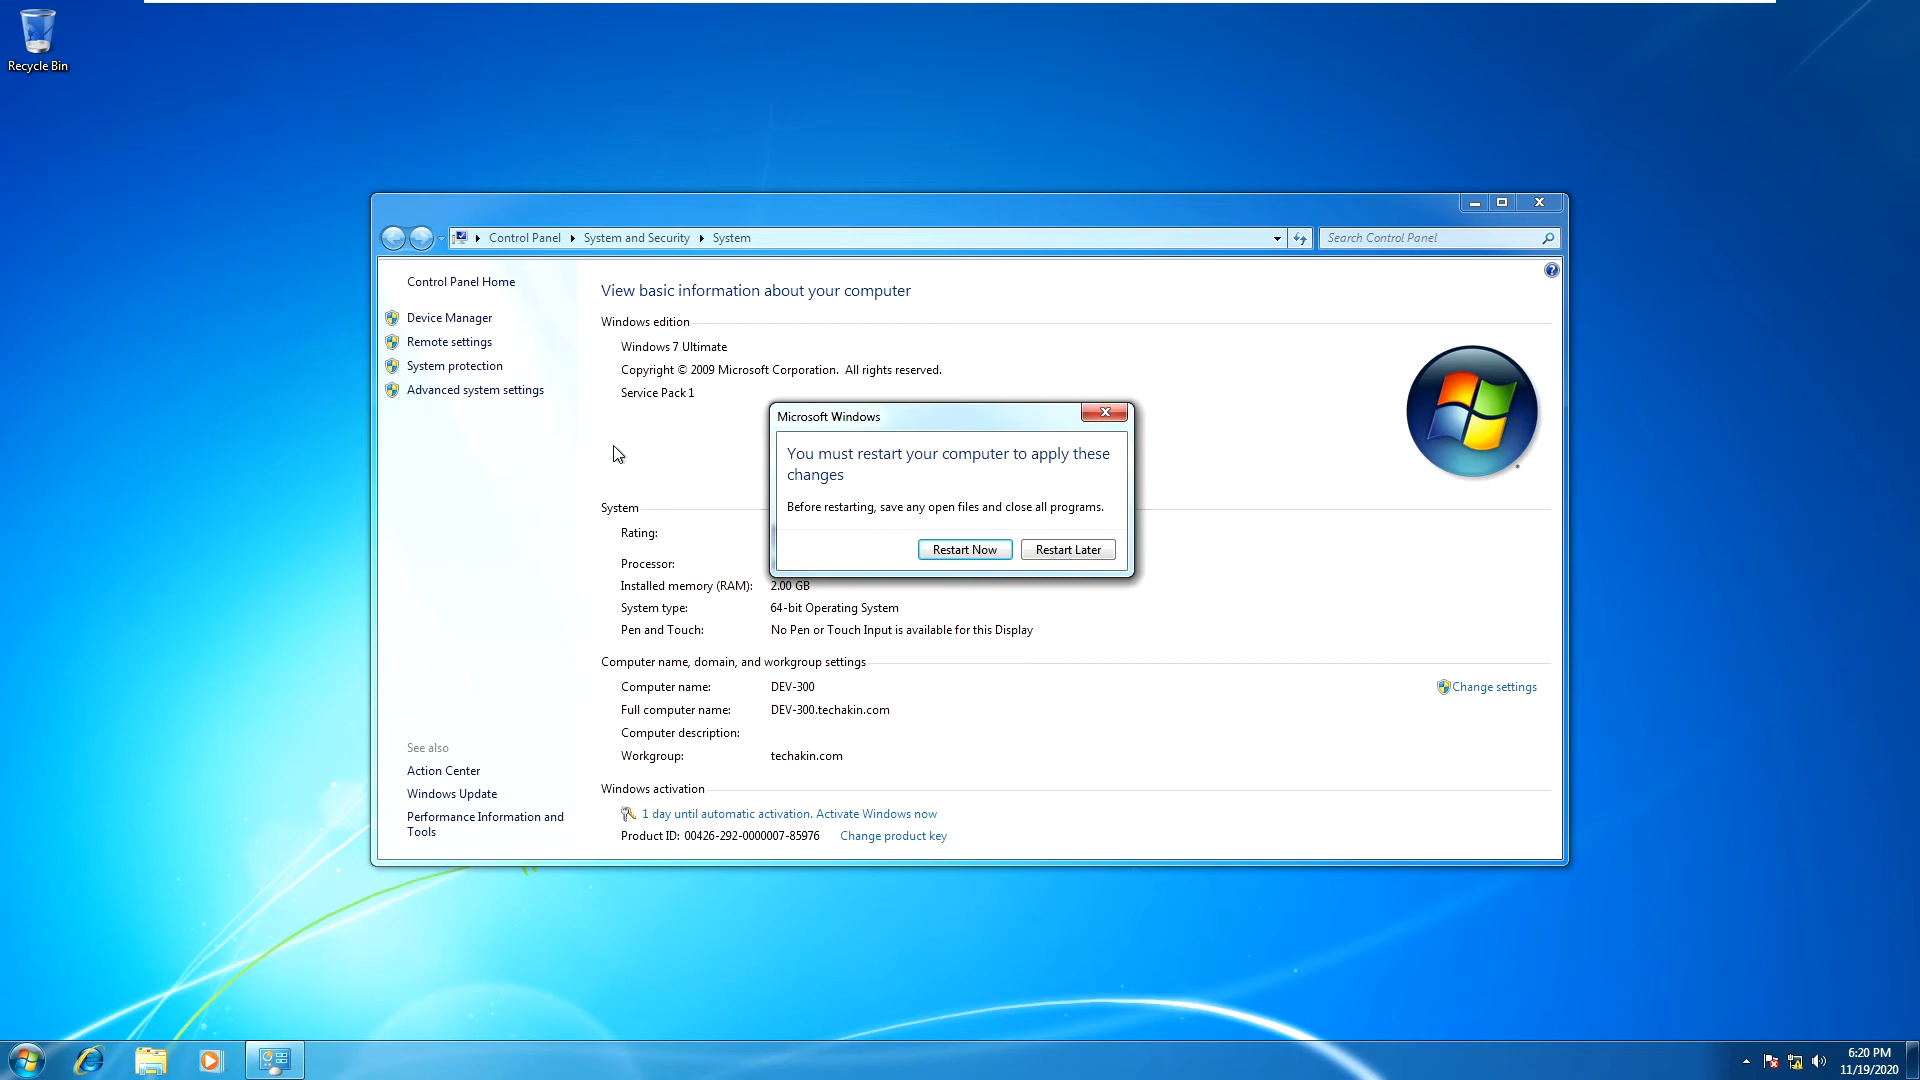 Recycle Bin
Control Panel
System and Security
System
Search Control Panel
Control Panel Home
Device Manager
Remote settings
System protection
Advanced system settings
See also
Action Center
Windows Update
Performance Information and
Tools
View basic information about your computer
Windows edition
Windows 7 Ultimate
Copyright © 2009 Microsoft Corporation. All rights reserved.
Service Pack 1
Microsoft Windows
You must restart your computer to apply these
changes
Before restarting, save any open files and close all programs.
Restart Now
Restart Later
System
Rating:
Processor:
Installed memory (RAM): 2.00 GB
System type: 64-bit Operating System
Pen and Touch: No Pen or Touch Input is available for this Display
Computer name, domain, and workgroup settings
Computer name: DEV-300
Change settings
Full computer name: DEV-300.techakin.com
Computer description:
Workgroup: techakin.com
Windows activation
1 day until automatic activation. Activate Windows now
Product ID: 00426-292-0000007-85976 Change product key
6:20 PM
11/19/2020